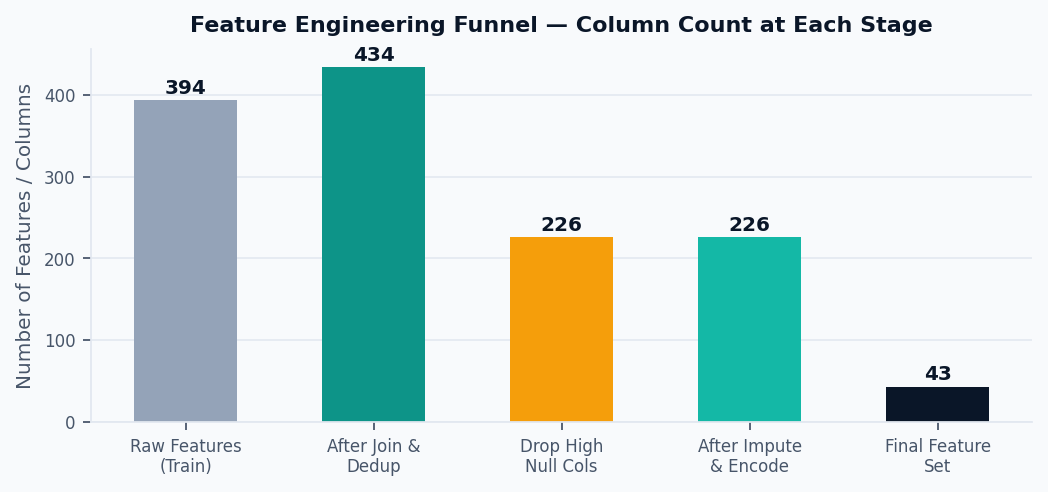 Feature Engineering Funnel — Column Count at Each Stage
Number of Features / Columns
400
300
200
100
0
394
434
226
226
43
Raw Features
(Train)
After Join &
Dedup
Drop High
Null Cols
After Impute
& Encode
Final Feature
Set